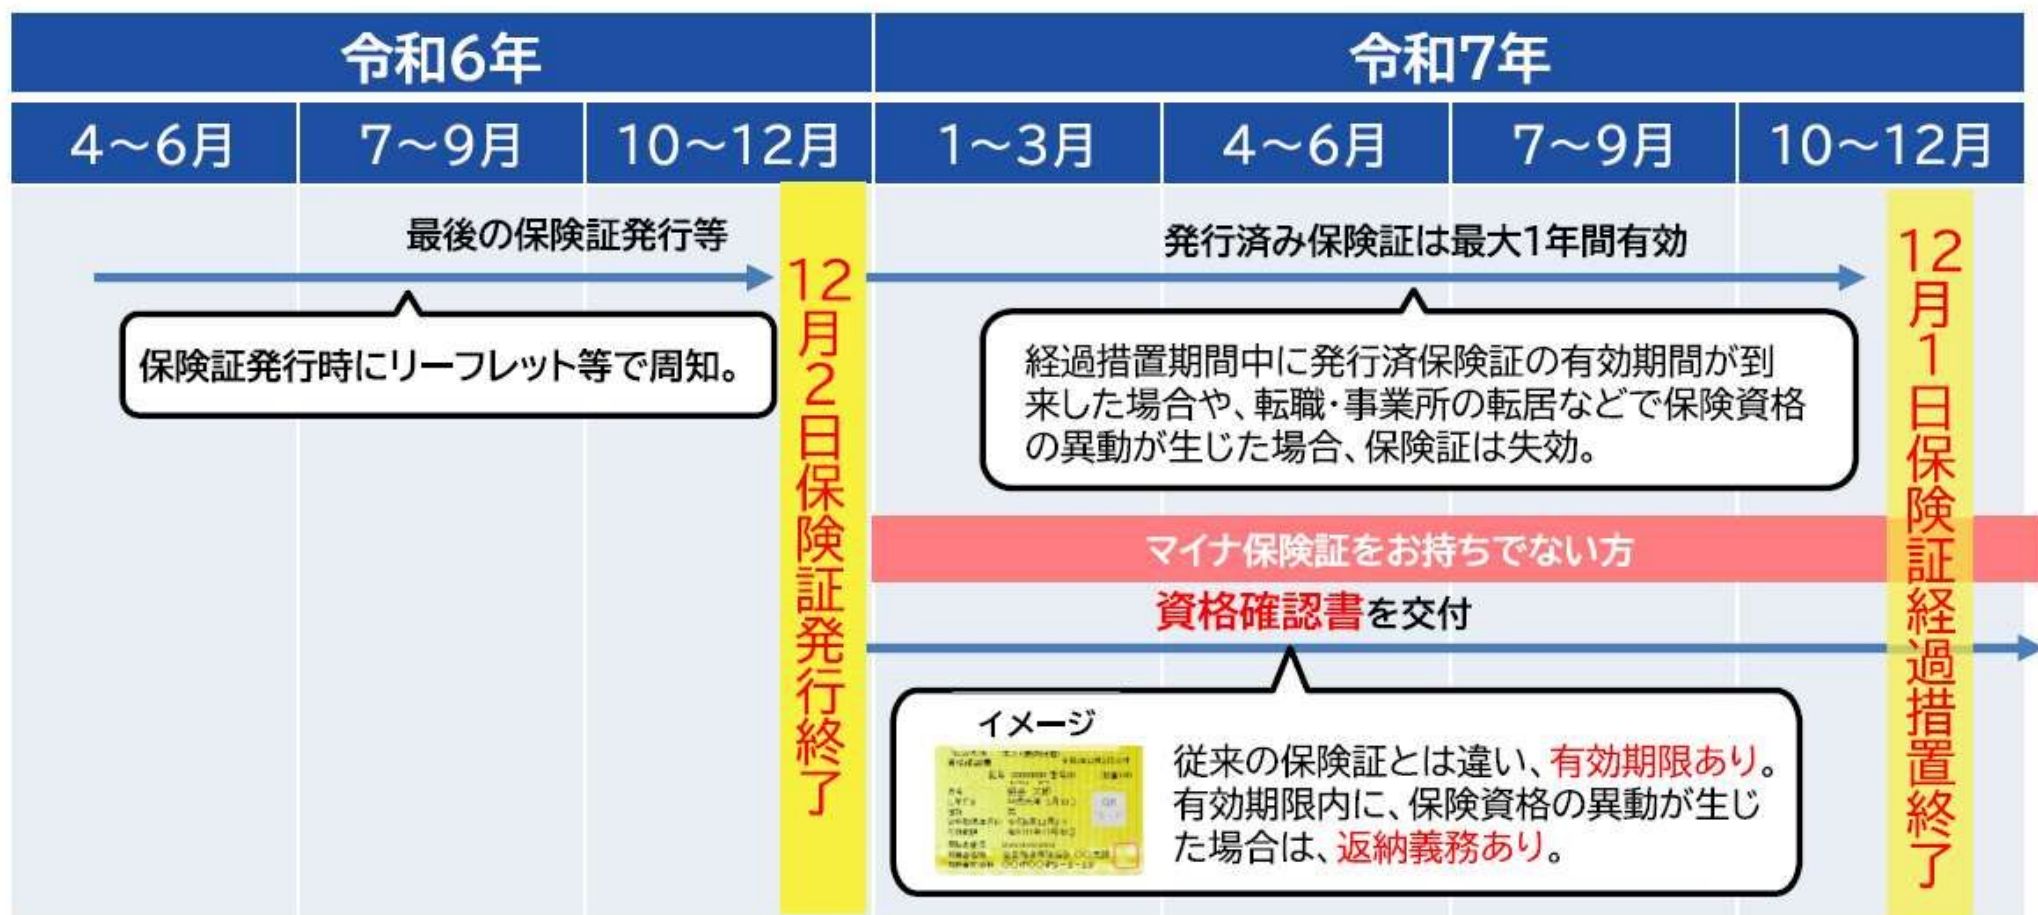 令和6年
令和7年
4～6月
7～9月
10～12月
1～3月
4～6月
7～9月
10～12月
最後の保険証発行等
保険証発行時にリーフレット等で周知。
12月2日保険証発行終了
発行済み保険証は最大1年間有効
経過措置期間中に発行済保険証の有効期間が到
来した場合や、転職・事業所の転居などで保険資格
の異動が生じた場合、保険証は失効。
マイナ保険証をお持ちでない方
資格確認書を交付
イメージ
従来の保険証とは違い、有効期限あり。
有効期限内に、保険資格の異動が生じ
た場合は、返納義務あり。
12月1日保険証経過措置終了